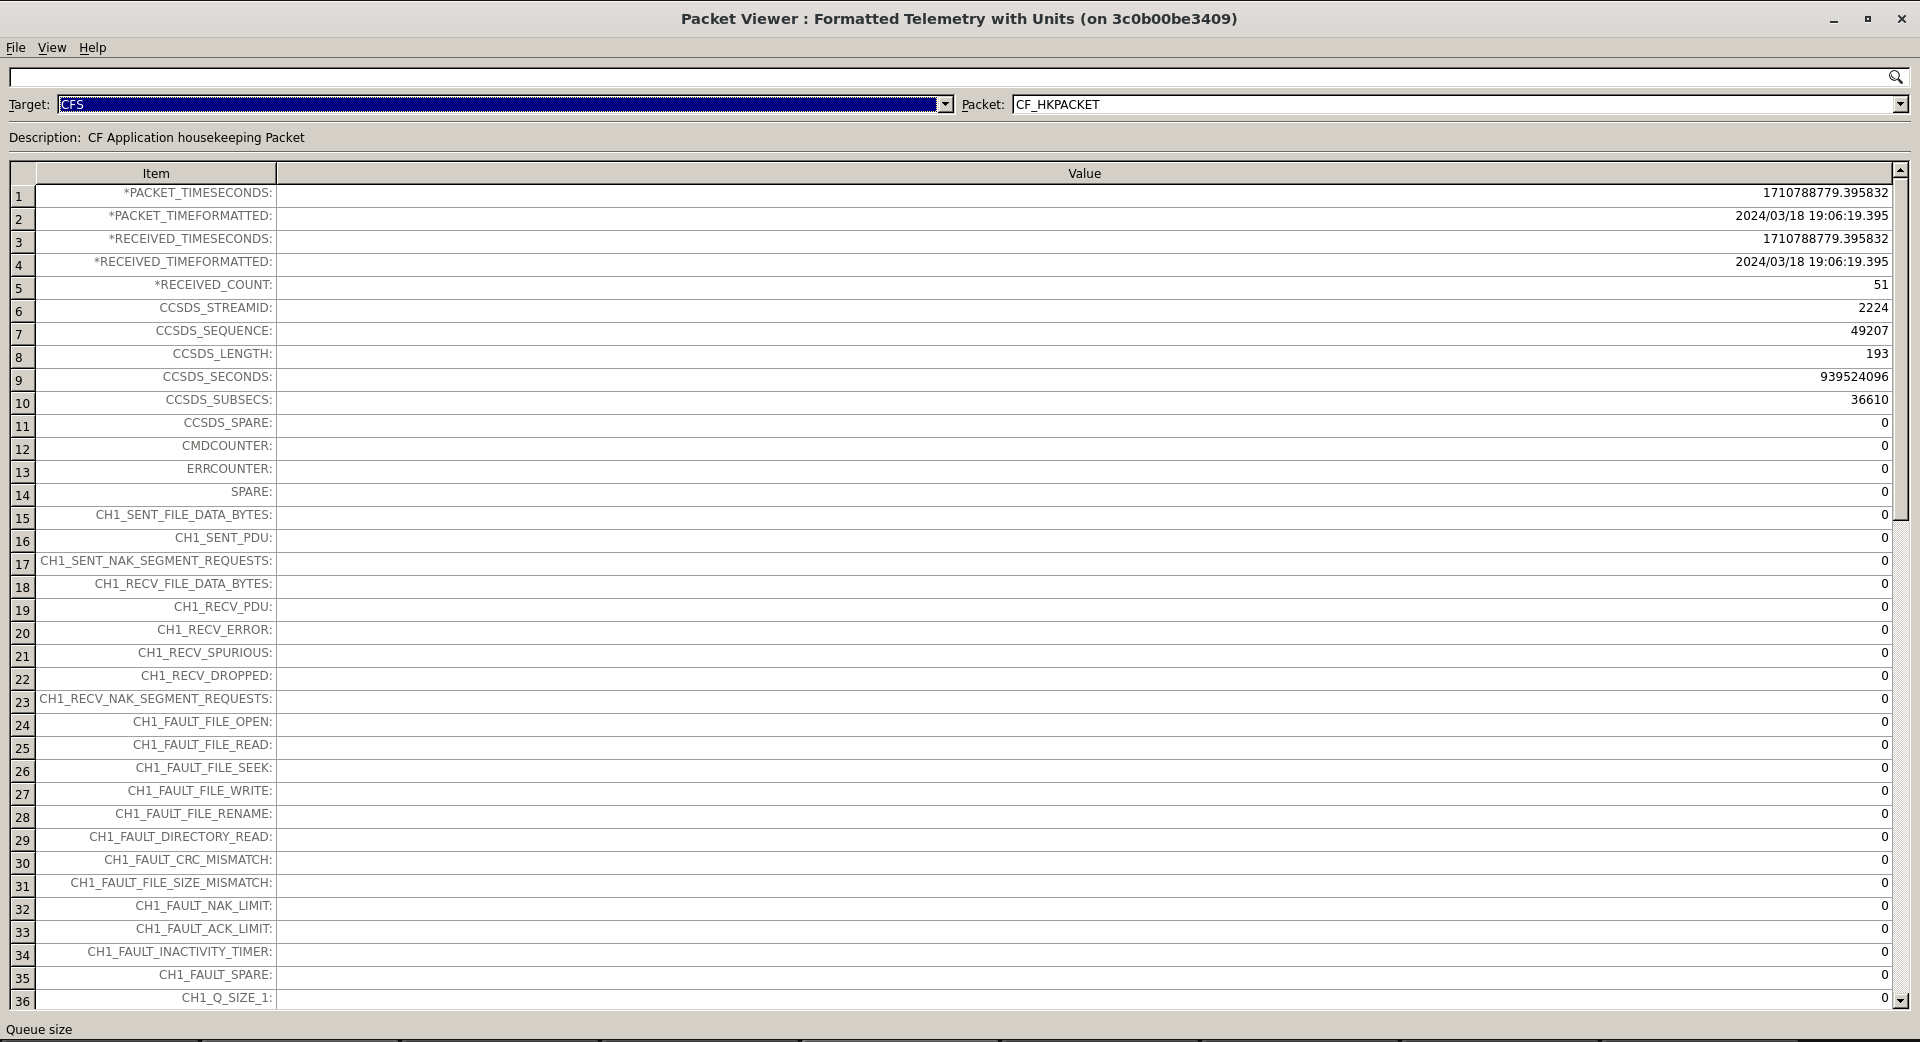 Packet Viewer : Formatted Telemetry with Units (on 3c0b00be3409)
File View Help
Target: CFS Packet: CF_HKPACKET
Description: CF Application housekeeping Packet
Item Value
1 *PACKET_TIMESECONDS: 1710788779.395832
2 *PACKET_TIMEFORMATTED: 2024/03/18 19:06:19.395
3 *RECEIVED_TIMESECONDS: 1710788779.395832
4 *RECEIVED_TIMEFORMATTED: 2024/03/18 19:06:19.395
5 *RECEIVED_COUNT: 51
6 CCSDS_STREAMID: 2224
7 CCSDS_SEQUENCE: 49207
8 CCSDS_LENGTH: 193
9 CCSDS_SECONDS: 939524096
10 CCSDS_SUBSECS: 36610
11 CCSDS_SPARE: 0
12 CMDCOUNTER: 0
13 ERRCOUNTER: 0
14 SPARE: 0
15 CH1_SENT_FILE_DATA_BYTES: 0
16 CH1_SENT_PDU: 0
17 CH1_SENT_NAK_SEGMENT_REQUESTS: 0
18 CH1_RECV_FILE_DATA_BYTES: 0
19 CH1_RECV_PDU: 0
20 CH1_RECV_ERROR: 0
21 CH1_RECV_SPURIOUS: 0
22 CH1_RECV_DROPPED: 0
23 CH1_RECV_NAK_SEGMENT_REQUESTS: 0
24 CH1_FAULT_FILE_OPEN: 0
25 CH1_FAULT_FILE_READ: 0
26 CH1_FAULT_FILE_SEEK: 0
27 CH1_FAULT_FILE_WRITE: 0
28 CH1_FAULT_FILE_RENAME: 0
29 CH1_FAULT_DIRECTORY_READ: 0
30 CH1_FAULT_CRC_MISMATCH: 0
31 CH1_FAULT_FILE_SIZE_MISMATCH: 0
32 CH1_FAULT_NAK_LIMIT: 0
33 CH1_FAULT_ACK_LIMIT: 0
34 CH1_FAULT_INACTIVITY_TIMER: 0
35 CH1_FAULT_SPARE: 0
36 CH1_Q_SIZE_1: 0
Queue size